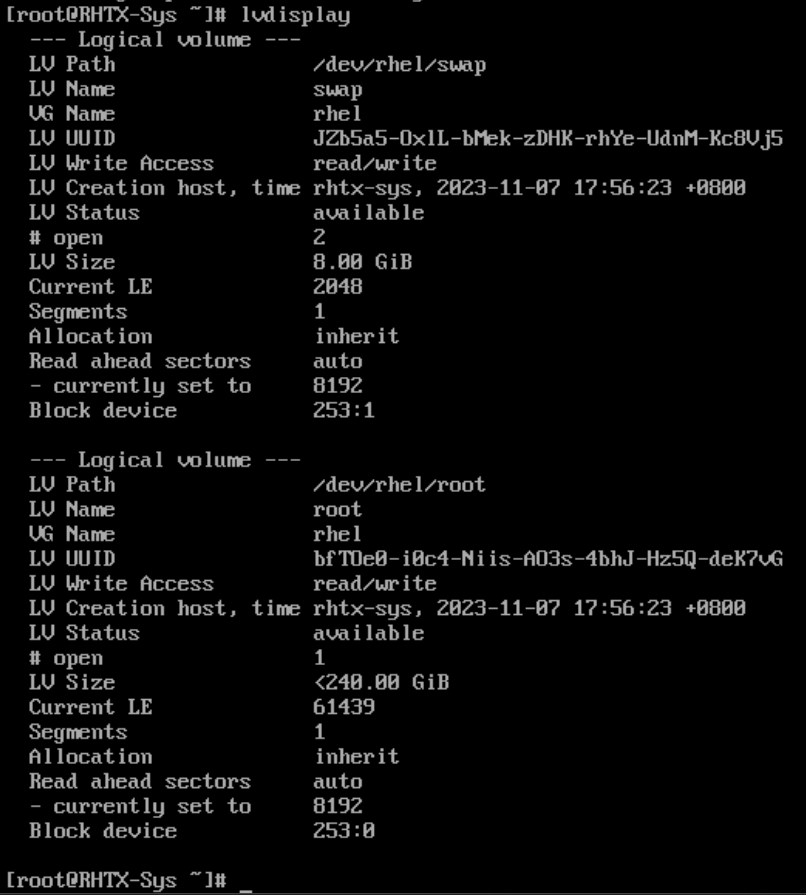 [root@RHTX-Sys ~]# lvdisplay
--- Logical volume ---
LV Path /dev/rhel/swap
LV Name swap
VG Name rhel
LV UUID JZb5a5-OxlL-bMek-zDHK-rhYe-UdnM-Kc8Vj5
LV Write Access read/write
LV Creation host, time rhtx-sys, 2023-11-07 17:56:23 +0800
LV Status available
# open 2
LV Size 8.00 GiB
Current LE 2048
Segments 1
Allocation inherit
Read ahead sectors auto
- currently set to 8192
Block device 253:1
--- Logical volume ---
LV Path /dev/rhel/root
LV Name root
VG Name rhel
LV UUID bfTOe0-i0c4-Niis-AO3s-4bhJ-Hz5Q-deK7vG
LV Write Access read/write
LV Creation host, time rhtx-sys, 2023-11-07 17:56:23 +0800
LV Status available
# open 1
LV Size <240.00 GiB
Current LE 61439
Segments 1
Allocation inherit
Read ahead sectors auto
- currently set to 8192
Block device 253:0
[root@RHTX-Sys ~]# _